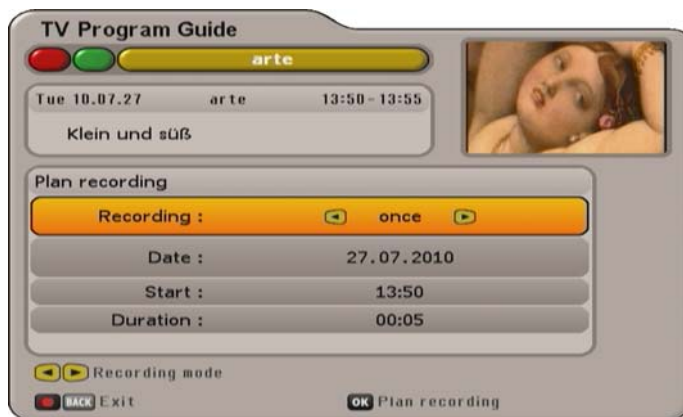 TV Program Guide
arte
Tue 10.07.27 arte 13:50-13:55
Klein und süß
Plan recording
Recording : once
Date : 27.07.2010
Start : 13:50
Duration : 00:05
Recording mode
BACK Exit OK Plan recording